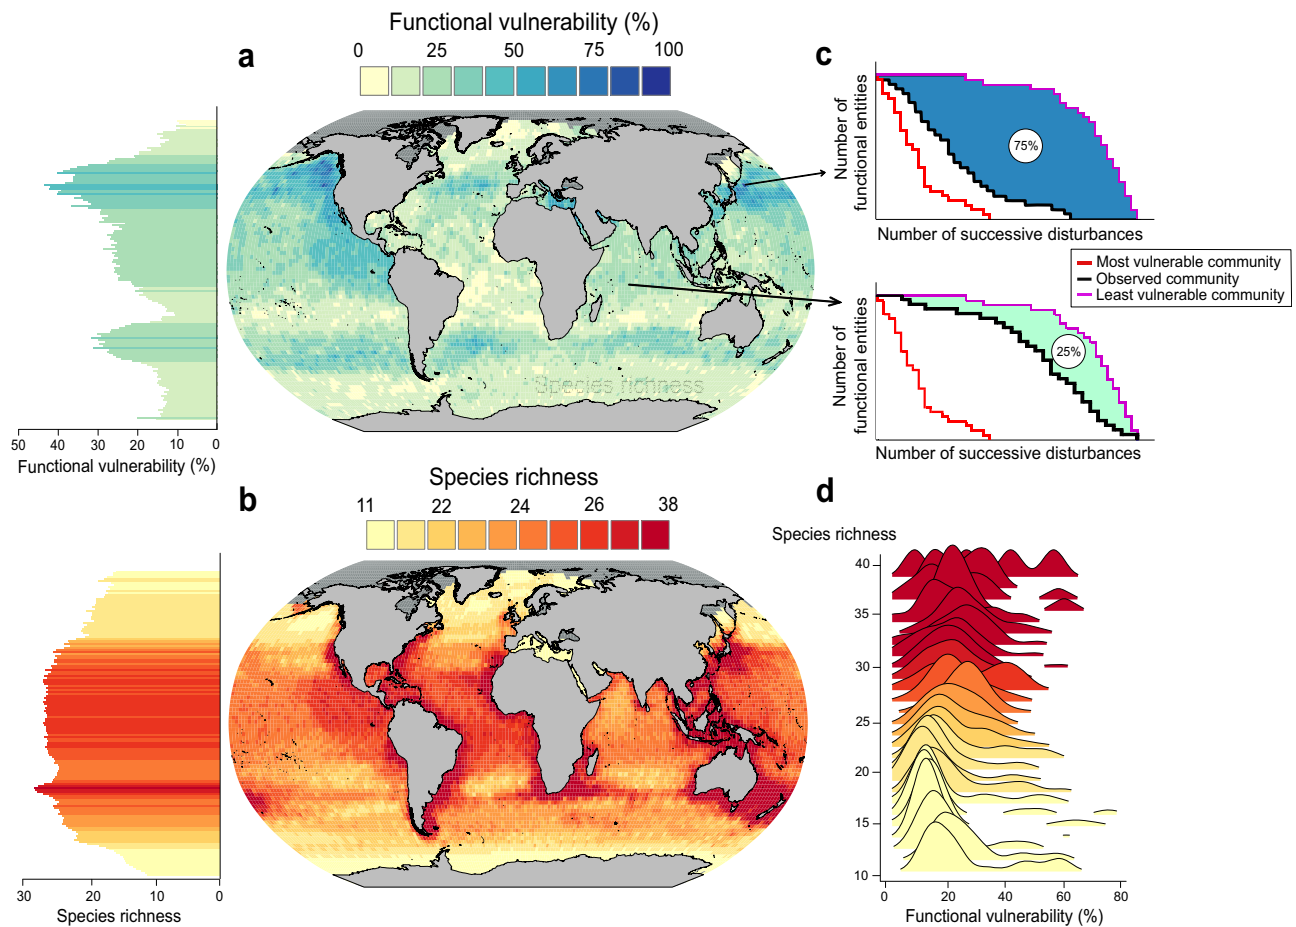 Functional vulnerability (%)
a
0 25 50 75 100
50 40 30 20 10 0
Functional vulnerability (%)
Species richness
c
Number of
functional entities
75%
Number of successive disturbances
Most vulnerable community
Observed community
Least vulnerable community
Number of
functional entities
25%
Number of successive disturbances
b
Species richness
11 22 24 26 38
30 20 10 0
Species richness
d
Species richness
40
35
30
25
20
15
10
0 20 40 60 80
Functional vulnerability (%)